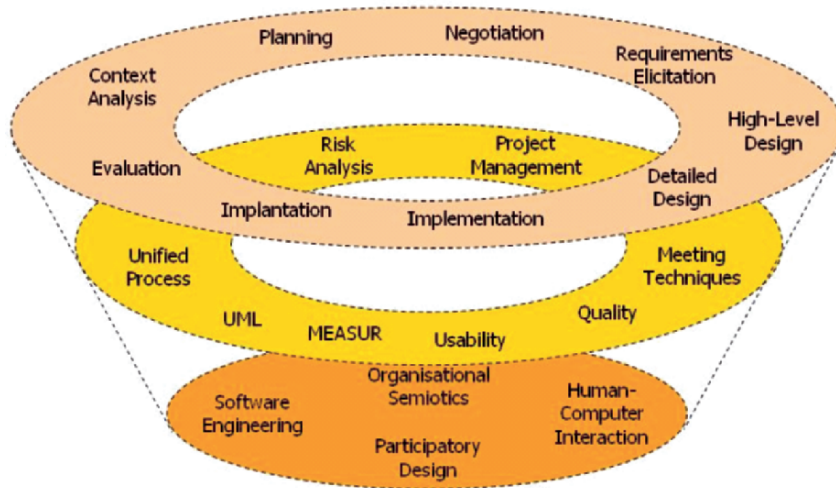 Planning
Negotiation
Context
Analysis
Requirements
Elicitation
High-Level
Design
Evaluation
Risk
Analysis
Project
Management
Detailed
Design
Implantation
Implementation
Unified
Process
Meeting
Techniques
UML
MEASUR
Usability
Quality
Organisational
Semiotics
Software
Engineering
Human-
Computer
Interaction
Participatory
Design